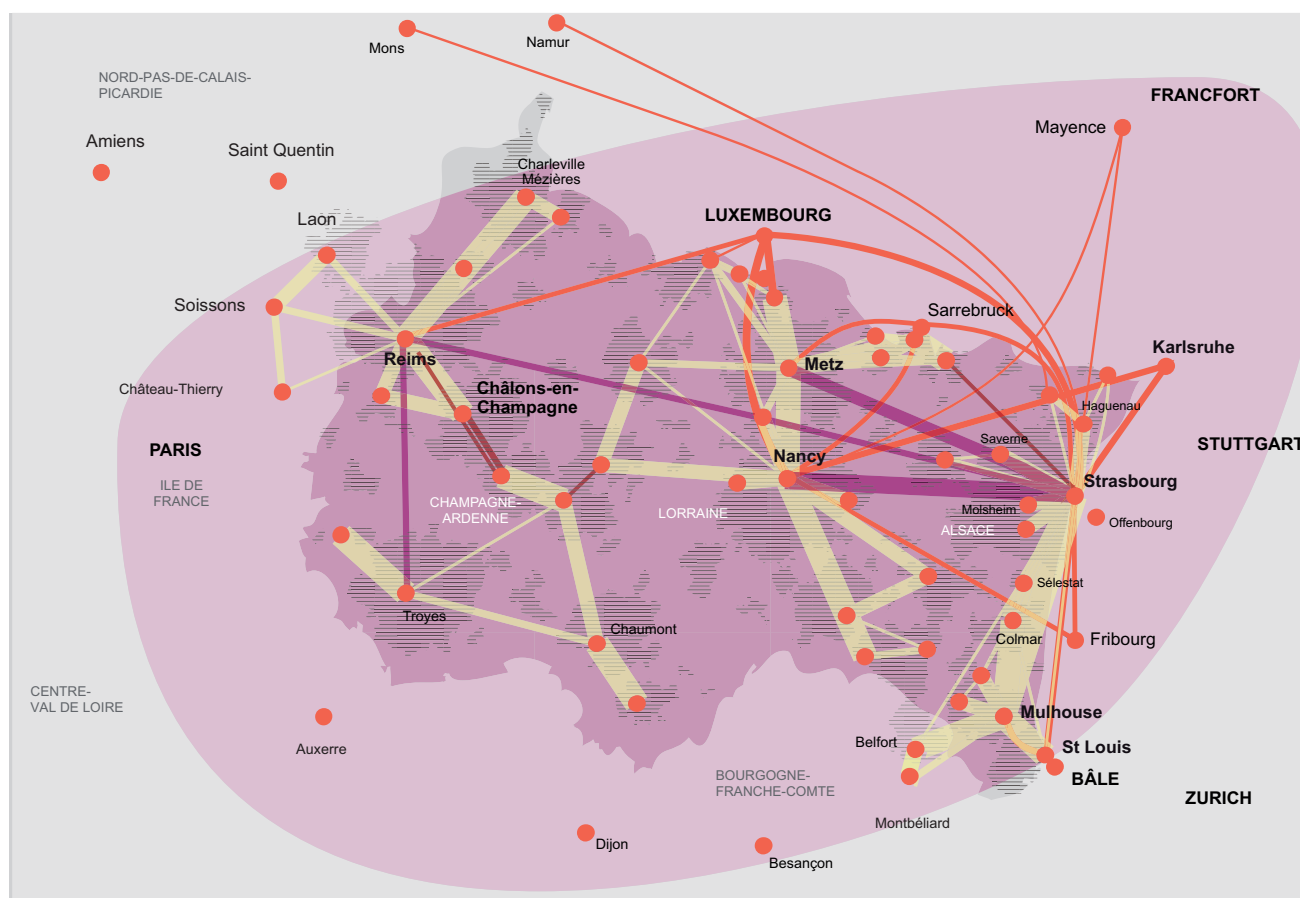 Mons
Namur
NORD-PAS-DE-CALAIS-
PICARDIE
FRANCFORT
Mayence
Amiens
Saint Quentin
Charleville
Mézières
Laon
LUXEMBOURG
Soissons
Sarrebruck
Reims
Metz
Karlsruhe
Château-Thierry
Châlons-en-
Champagne
Haguenau
PARIS
Nancy
Saverne
STUTTGART
ILE DE
FRANCE
Strasbourg
CHAMPAGNE-
ARDENNE
LORRAINE
Molsheim
Offenbourg
ALSACE
Sélestat
Troyes
Chaumont
Colmar
Fribourg
CENTRE-
VAL DE LOIRE
Mulhouse
Auxerre
Belfort
St Louis
BOURGOGNE-
FRANCHE-COMTE
BÂLE
ZURICH
Montbéliard
Dijon
Besançon